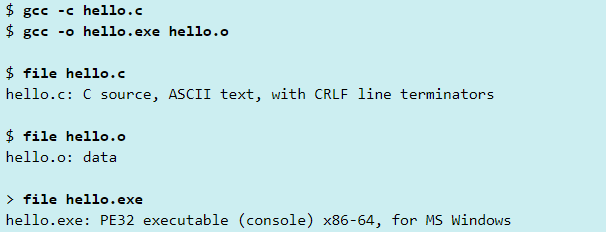 $ gcc -c hello.c
$ gcc -o hello.exe hello.o
$ file hello.c
hello.c: C source, ASCII text, with CRLF line terminators
$ file hello.o
hello.o: data
> file hello.exe
hello.exe: PE32 executable (console) x86-64, for MS Windows